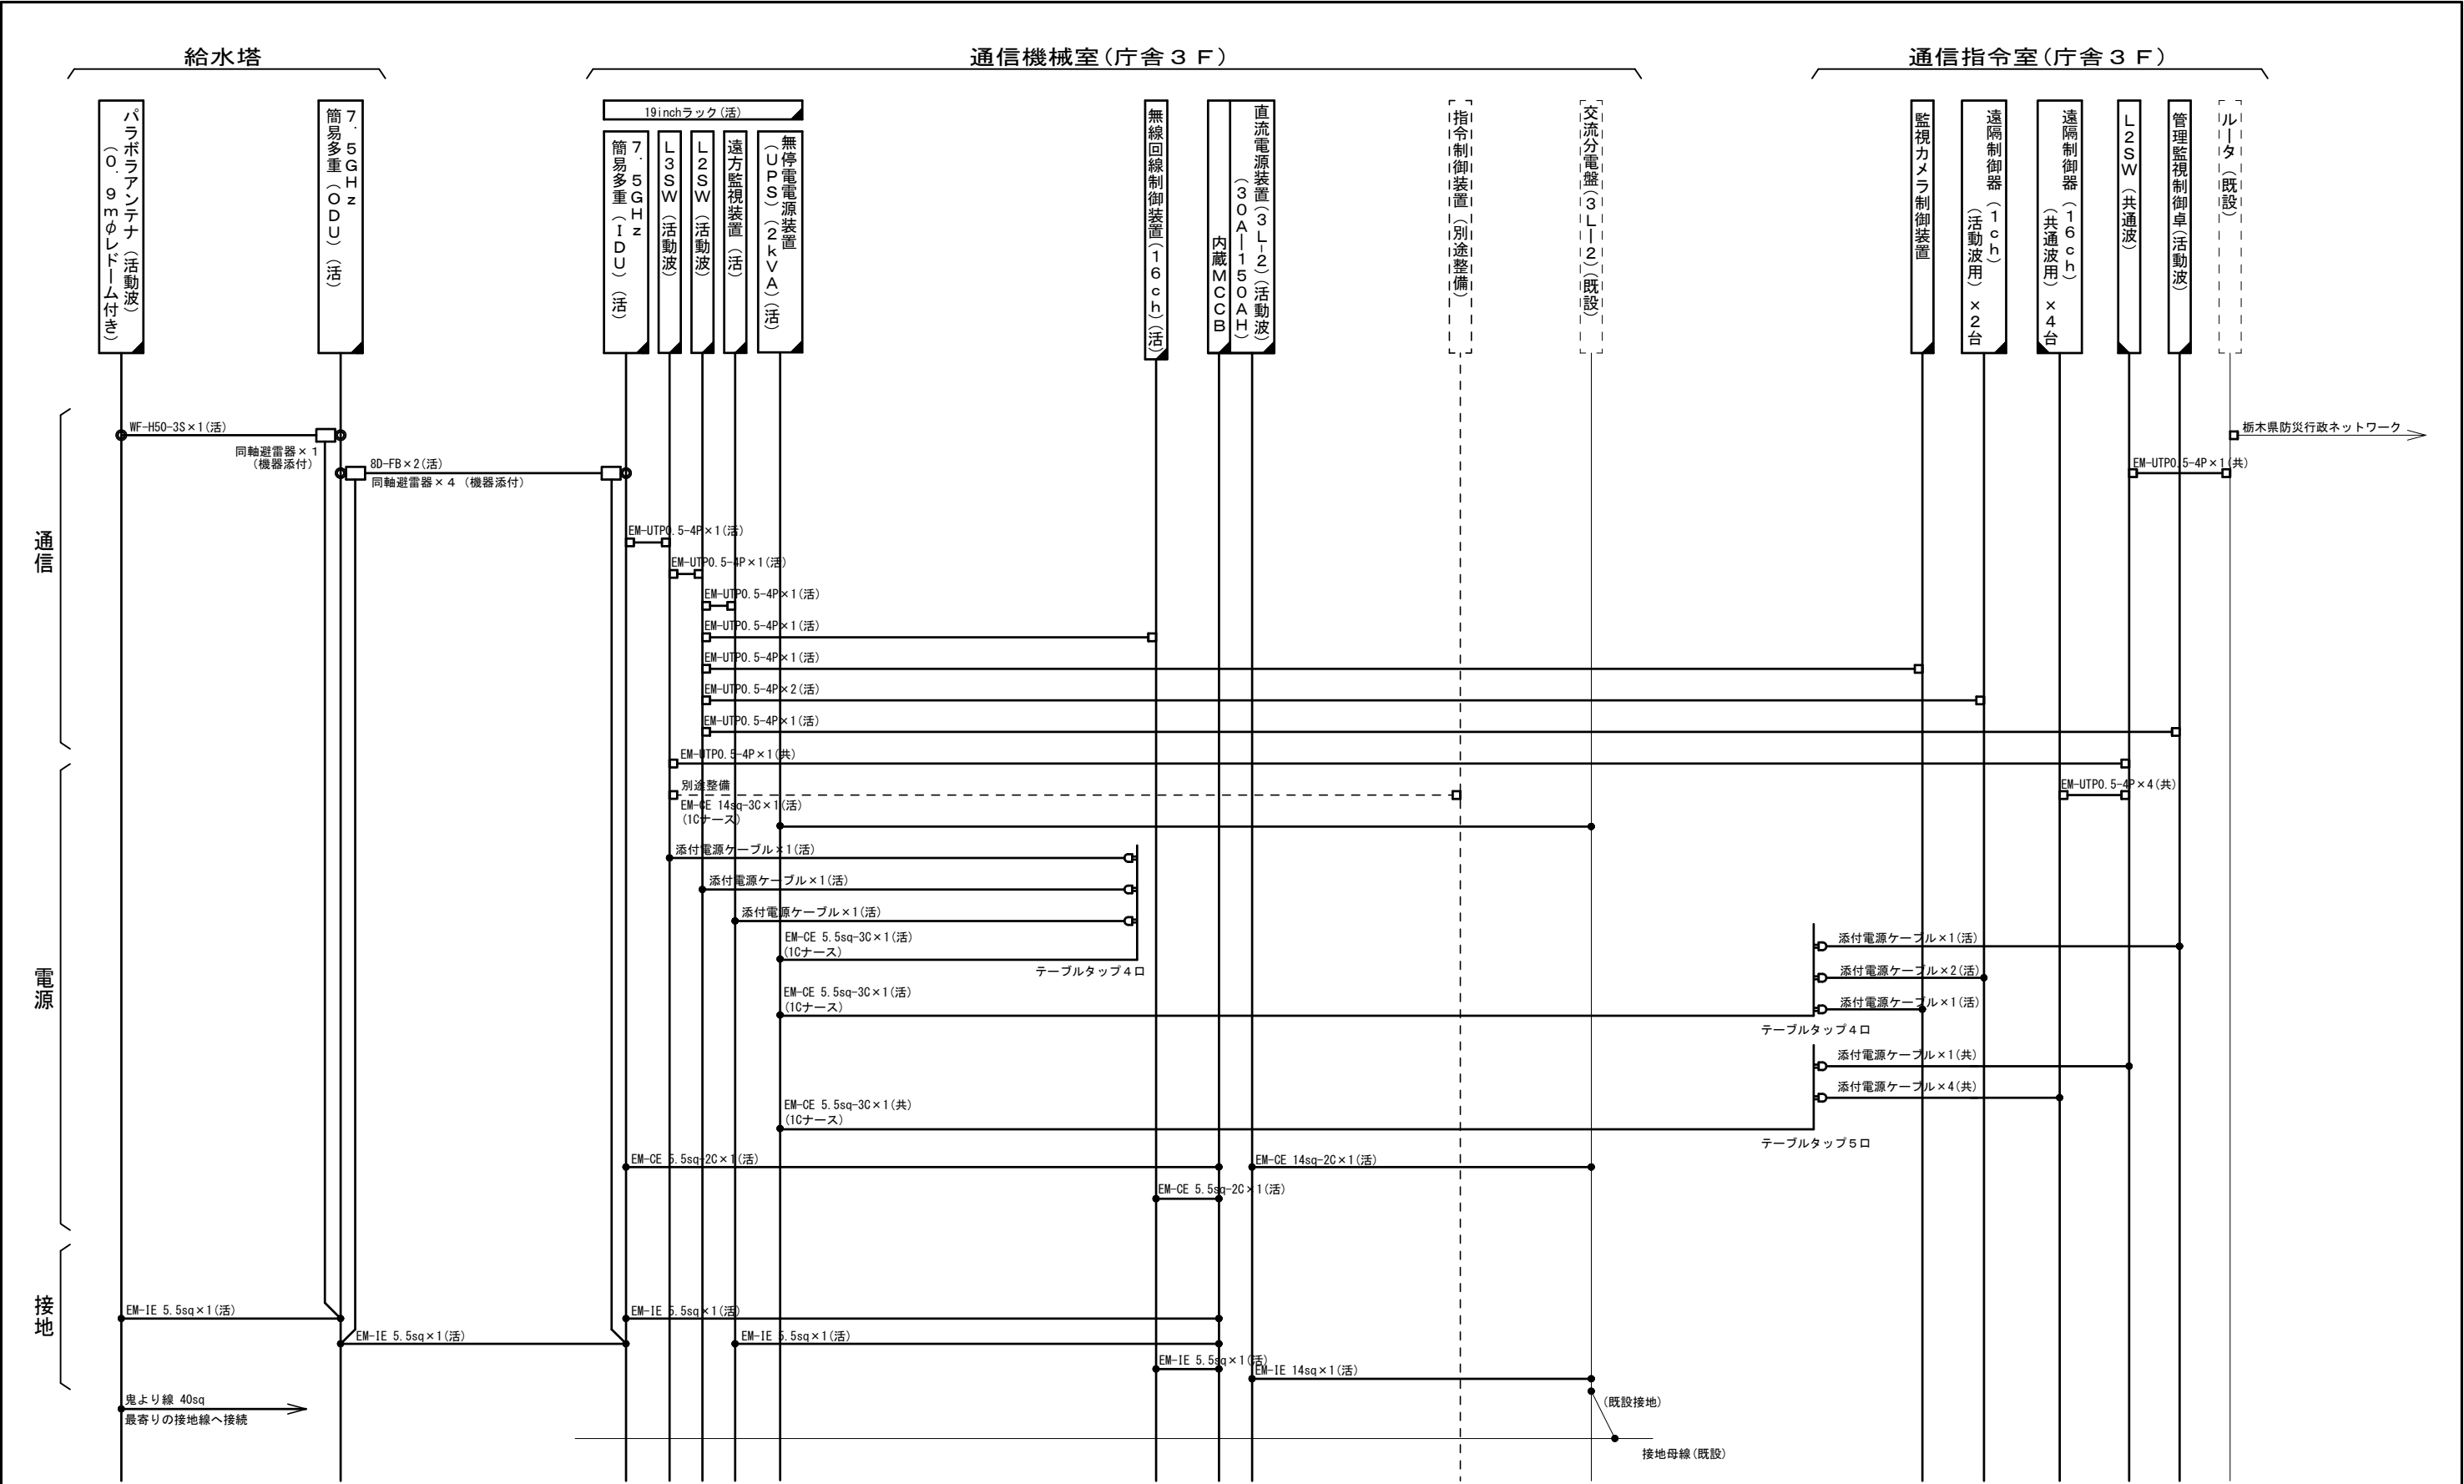 給水塔
通信機械室(庁舎３Ｆ)
通信指令室(庁舎３Ｆ)
パラボラアンテナ（活動波）
（０．９ｍφレドーム付き）
７．５ＧＨｚ
簡易多重（ＯＤＵ）（活）
19inchラック(活)
７．５ＧＨｚ
簡易多重（ＩＤＵ）（活）
Ｌ３ＳＷ（活動波）
Ｌ２ＳＷ（活動波）
遠方監視装置（活）
無停電電源装置
（ＵＰＳ）（２ｋＶＡ）（活）
無線回線制御装置(１６ｃｈ)（活）
内蔵ＭＣＣＢ
直流電源装置(３Ｌ-２)（活動波）
（３０Ａ―１５０ＡＨ）
指令制御装置（別途整備）
交流分電盤(３Ｌ―２)（既設）
監視カメラ制御装置
遠隔制御器（１ｃｈ）
（活動波用）×２台
遠隔制御器（１６ｃｈ）
（共通波用）×４台
Ｌ２ＳＷ（共通波）
管理監視制御卓（活動波）
ルータ（既設）
通信
WF-H50-3S×1(活)
同軸避雷器×１
（機器添付）
8D-FB×2(活)
同軸避雷器×４（機器添付）
栃木県防災行政ネットワーク
EM-UTP0.5-4P×1(共)
EM-UTP0.5-4P×1(活)
EM-UTP0.5-4P×1(活)
EM-UTP0.5-4P×1(活)
EM-UTP0.5-4P×1(活)
EM-UTP0.5-4P×1(活)
EM-UTP0.5-4P×2(活)
EM-UTP0.5-4P×1(活)
EM-UTP0.5-4P×1(共)
別途整備
EM-UTP0.5-4P×4(共)
電源
EM-CE 14sq-3C×1(活)
(1Cナース)
添付電源ケーブル×1(活)
添付電源ケーブル×1(活)
添付電源ケーブル×1(活)
EM-CE 5.5sq-3C×1(活)
(1Cナース)
テーブルタップ４口
添付電源ケーブル×1(活)
添付電源ケーブル×2(活)
添付電源ケーブル×1(活)
EM-CE 5.5sq-3C×1(活)
(1Cナース)
テーブルタップ４口
添付電源ケーブル×1(共)
添付電源ケーブル×4(共)
EM-CE 5.5sq-3C×1(共)
(1Cナース)
テーブルタップ５口
EM-CE 5.5sq-2C×1(活)
EM-CE 14sq-2C×1(活)
EM-CE 5.5sq-2C×1(活)
接地
EM-IE 5.5sq×1(活)
EM-IE 5.5sq×1(活)
EM-IE 5.5sq×1(活)
EM-IE 5.5sq×1(活)
EM-IE 5.5sq×1(活)
EM-IE 14sq×1(活)
鬼より線 40sq
最寄りの接地線へ接続
(既設接地)
接地母線(既設)